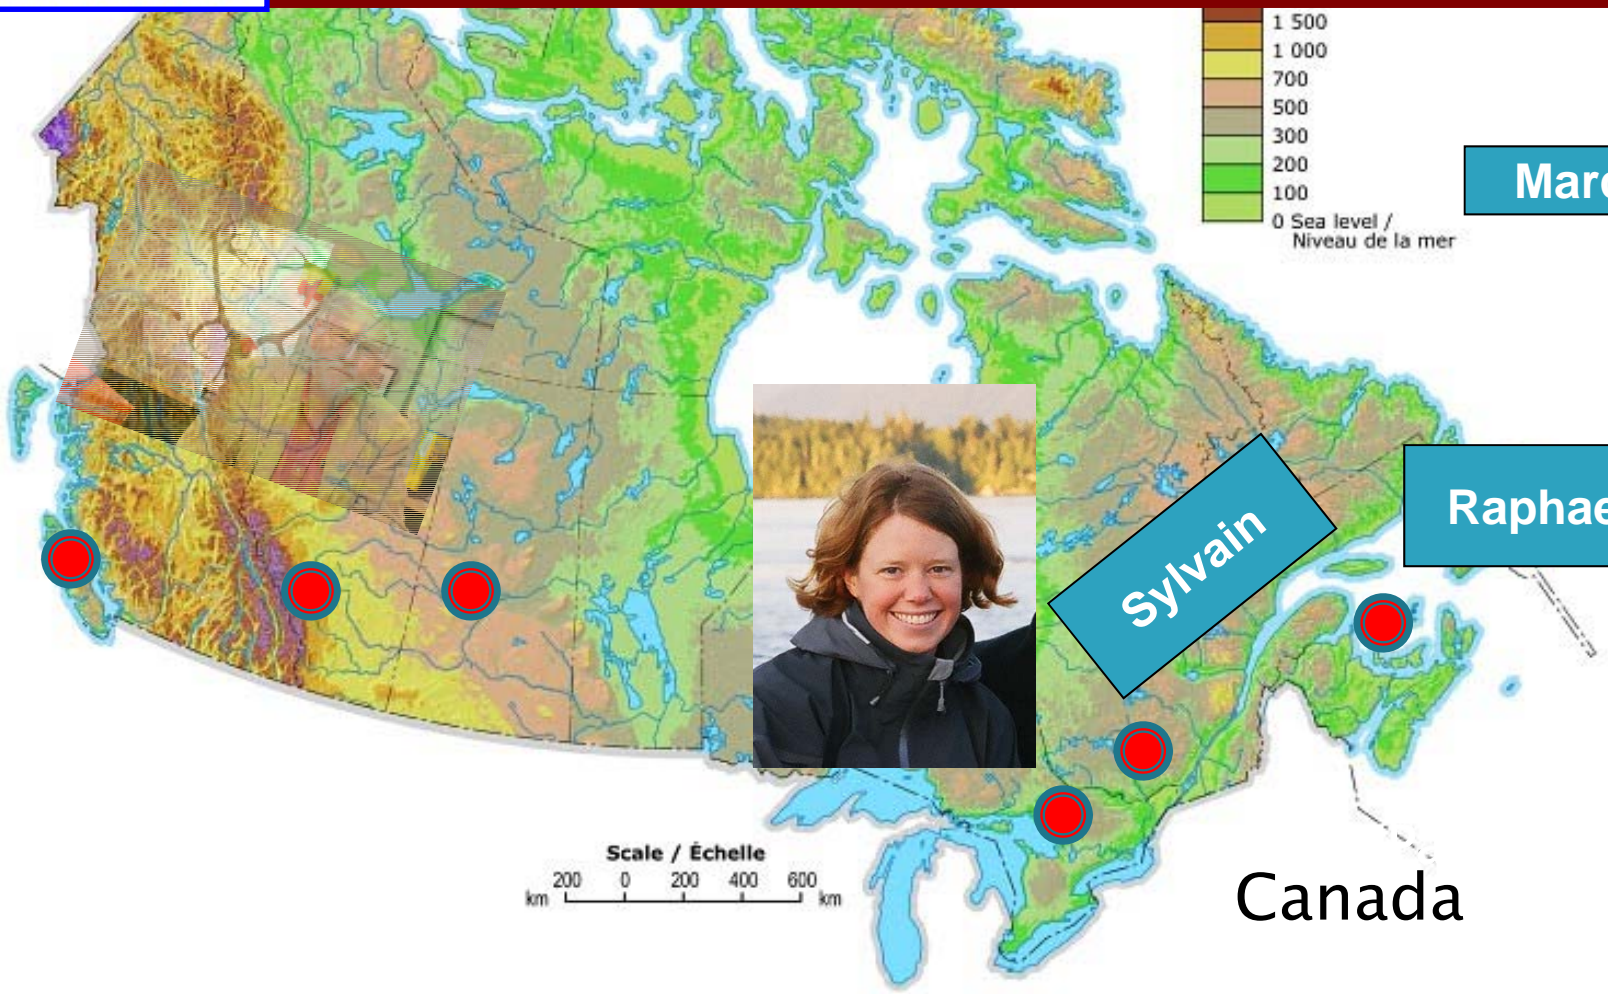 1 500
1 000
700
500
300
200
100
0 Sea level /
Niveau de la mer
Sylvain
Scale / Échelle
200 0 200 400 600
km km
Canada